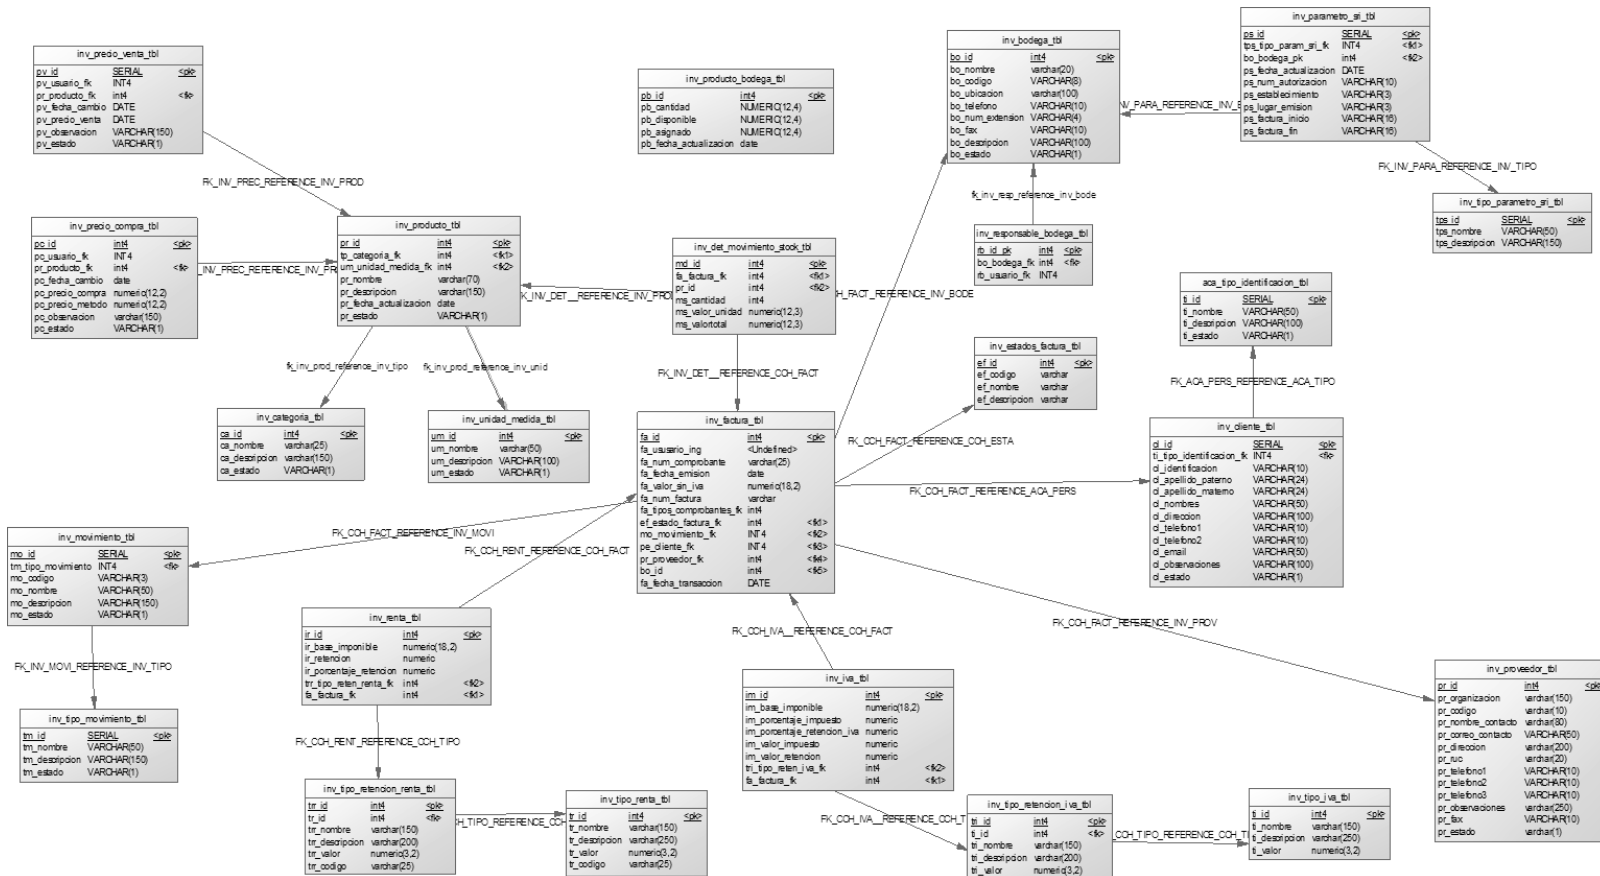 inv_precio_venta_tbl
pv_id SERIAL <pk>
pv_usuario_fk INT4
pr_producto_fk int4 <fk>
pv_fecha_cambio DATE
pv_precio_venta DATE
pv_observacion VARCHAR(150)
pv_estado VARCHAR(1)
inv_producto_bodega_tbl
pb_id int4 <pk>
pb_cantidad NUMERIC(12,4)
pb_disponible NUMERIC(12,4)
pb_asignado NUMERIC(12,4)
pb_fecha_actualizacion date
inv_bodega_tbl
bo_id int4 <pk>
bo_nombre varchar(20)
bo_codigo VARCHAR(8)
bo_ubicacion varchar(100)
bo_telefono VARCHAR(10)
bo_num_extension VARCHAR(4)
bo_fax VARCHAR(10)
bo_descripcion VARCHAR(100)
bo_estado VARCHAR(1)
inv_parametro_sri_tbl
ps_id SERIAL <pk>
tps_tipo_param_sri_fk INT4 <fk1>
bo_bodega_pk int4 <fk2>
ps_fecha_actualizacion DATE
ps_num_autorizacion VARCHAR(10)
ps_establecimiento VARCHAR(3)
ps_lugar_emision VARCHAR(3)
ps_factura_inicio VARCHAR(16)
ps_factura_fin VARCHAR(16)
NV_PARA_REFERENCE_INV_B
FK_INV_PARA_REFERENCE_INV_TIPO
inv_tipo_parametro_sri_tbl
tps_id SERIAL <pk>
tps_nombre VARCHAR(50)
tps_descripcion VARCHAR(150)
FK_INV_PREC_REFERENCE_INV_PROD
fk_inv_resp_reference_inv_bode
inv_precio_compra_tbl
pc_id int4 <pk>
pc_usuario_fk INT4
pr_producto_fk int4 <fk>
pc_fecha_cambio date
pc_precio_compra numeric(12,2)
pc_precio_metodo numeric(12,2)
pc_observacion varchar(150)
pc_estado VARCHAR(1)
_INV_PREC_REFERENCE_INV_PR
inv_producto_tbl
pr_id int4 <pk>
tp_categoria_fk int4 <fk1>
um_unidad_medida_fk int4 <fk2>
pr_nombre varchar(70)
pr_descripcion varchar(150)
pr_fecha_actualizacion date
pr_estado VARCHAR(1)
K_INV_DET__REFERENCE_INV_PRO
inv_det_movimiento_stock_tbl
md_id int4 <pk>
fa_factura_fk int4 <fk1>
pr_id int4 <fk2>
ms_cantidad int4
ms_valor_unidad numeric(12,3)
ms_valortotal numeric(12,3)
CH_FACT_REFERENCE_INV_BODE
inv_responsable_bodega_tbl
rb_id_pk int4 <pk>
bo_bodega_fk int4 <fk>
rb_usuario_fk INT4
aca_tipo_identificacion_tbl
ti_id SERIAL <pk>
ti_nombre VARCHAR(50)
ti_descripcion VARCHAR(100)
ti_estado VARCHAR(1)
fk_inv_prod_reference_inv_tipo
fk_inv_prod_reference_inv_unid
FK_INV_DET__REFERENCE_CCH_FACT
inv_estados_factura_tbl
ef_id int4 <pk>
ef_codigo varchar
ef_nombre varchar
ef_descripcion varchar
FK_ACA_PERS_REFERENCE_ACA_TIPO
inv_categoria_tbl
ca_id int4 <pk>
ca_nombre varchar(25)
ca_descripcion varchar(150)
ca_estado VARCHAR(1)
inv_unidad_medida_tbl
um_id int4 <pk>
um_nombre varchar(50)
um_descripcion VARCHAR(100)
um_estado VARCHAR(1)
inv_factura_tbl
fa_id int4 <pk>
fa_ususario_ing <Undefined>
fa_num_comprobante varchar(25)
fa_fecha_emision date
fa_valor_sin_iva numeric(18,2)
fa_num_factura varchar
fa_tipos_comprobantes_fk int4
ef_estado_factura_fk int4 <fk1>
mo_movimiento_fk INT4 <fk2>
pe_cliente_fk INT4 <fk3>
pr_proveedor_fk int4 <fk4>
bo_id int4 <fk5>
fa_fecha_transaccion DATE
FK_CCH_FACT_REFERENCE_CCH_ESTA
FK_CCH_FACT_REFERENCE_ACA_PERS
inv_cliente_tbl
cl_id SERIAL <pk>
ti_tipo_identificacion_fk INT4 <fk>
cl_identificacion VARCHAR(10)
cl_apellido_paterno VARCHAR(24)
cl_apellido_materno VARCHAR(24)
cl_nombres VARCHAR(50)
cl_direccion VARCHAR(100)
cl_telefono1 VARCHAR(10)
cl_telefono2 VARCHAR(10)
cl_email VARCHAR(50)
cl_observaciones VARCHAR(100)
cl_estado VARCHAR(1)
inv_movimiento_tbl
mo_id SERIAL <pk>
tm_tipo_movimiento INT4 <fk>
mo_codigo VARCHAR(3)
mo_nombre VARCHAR(50)
mo_descripcion VARCHAR(150)
mo_estado VARCHAR(1)
FK_CCH_FACT_REFERENCE_INV_MOVI
FK_CCH_RENT_REFERENCE_CCH_FACT
inv_renta_tbl
ir_id int4 <pk>
ir_base_imponible numeric(18,2)
ir_retencion numeric
ir_porcentaje_retencion numeric
trr_tipo_reten_renta_fk int4 <fk2>
fa_factura_fk int4 <fk1>
FK_CCH_IVA__REFERENCE_CCH_FACT
FK_CCH_FACT_REFERENCE_INV_PROV
FK_INV_MOVI_REFERENCE_INV_TIPO
inv_tipo_movimiento_tbl
tm_id SERIAL <pk>
tm_nombre VARCHAR(50)
tm_descripcion VARCHAR(150)
tm_estado VARCHAR(1)
FK_CCH_RENT_REFERENCE_CCH_TIPO
inv_iva_tbl
im_id int4 <pk>
im_base_imponible numeric(18,2)
im_porcentaje_impuesto numeric
im_porcentaje_retencion_iva numeric
im_valor_impuesto numeric
im_valor_retencion numeric
tri_tipo_reten_iva_fk int4 <fk2>
fa_factura_fk int4 <fk1>
inv_proveedor_tbl
pr_id int4 <pk>
pr_organizacion varchar(150)
pr_codigo varchar(10)
pr_nombre_contacto varchar(80)
pr_correo_contacto VARCHAR(50)
pr_direccion varchar(200)
pr_ruc varchar(20)
pr_telefono1 VARCHAR(10)
pr_telefono2 VARCHAR(10)
pr_telefono3 VARCHAR(10)
pr_observaciones varchar(250)
pr_fax VARCHAR(10)
pr_estado varchar(1)
inv_tipo_retencion_renta_tbl
trr_id int4 <pk>
tr_id int4 <fk>
trr_nombre varchar(150)
trr_descripcion varchar(200)
trr_valor numeric(3,2)
trr_codigo varchar(25)
CH_TIPO_REFERENCE_CCH
inv_tipo_renta_tbl
tr_id int4 <pk>
tr_nombre varchar(150)
tr_descripcion varchar(250)
tr_valor numeric(3,2)
tr_codigo varchar(25)
FK_CCH_IVA__REFERENCE_CCH_T
inv_tipo_retencion_iva_tbl
tri_id int4 <pk>
ti_id int4 <fk>
tri_nombre varchar(150)
tri_descripcion varchar(200)
tri_valor numeric(3,2)
CCH_TIPO_REFERENCE_CCH_TI
inv_tipo_iva_tbl
ti_id int4 <pk>
ti_nombre varchar(150)
ti_descripcion varchar(250)
ti_valor numeric(3,2)